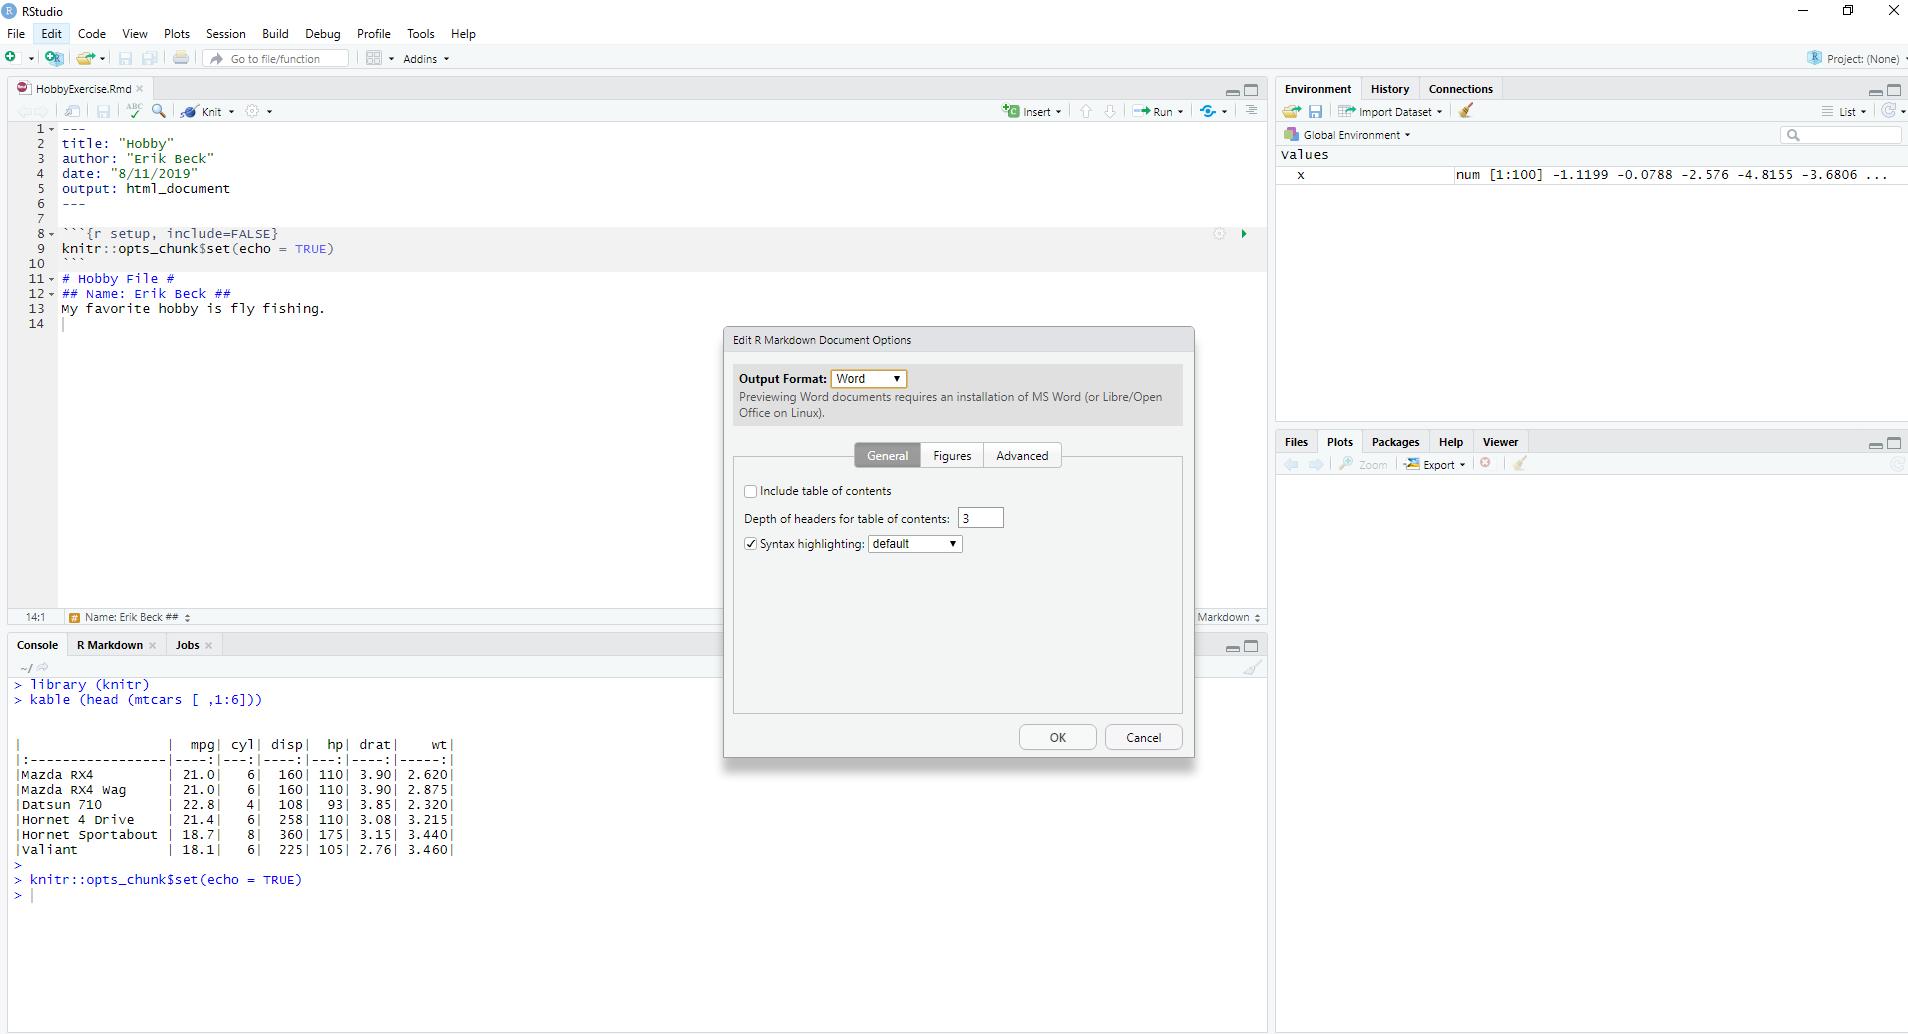 RStudio
File Edit Code View Plots Session Build Debug Profile Tools Help
Go to file/function Addins Project: (None)
HobbyExercise.Rmd
ABC Knit Insert Run
1 ---
2 title: "Hobby"
3 author: "Erik Beck"
4 date: "8/11/2019"
5 output: html_document
6 ---
7
8 ```{r setup, include=FALSE}
9 knitr::opts_chunk$set(echo = TRUE)
10 ```
11 # Hobby File #
12 ## Name: Erik Beck ##
13 My favorite hobby is fly fishing.
14
14:1 # Name: Erik Beck ## Markdown
Edit R Markdown Document Options
Output Format: Word
Previewing Word documents requires an installation of MS Word (or Libre/Open
Office on Linux).
General Figures Advanced
Include table of contents
Depth of headers for table of contents: 3
Syntax highlighting: default
OK Cancel
Console R Markdown Jobs
~/
> library (knitr)
> kable (head (mtcars [ ,1:6]))
|                  |  mpg| cyl| disp|  hp| drat|    wt|
|:-----------------|----:|---:|----:|---:|----:|-----:|
|Mazda RX4         | 21.0|   6|  160| 110| 3.90| 2.620|
|Mazda RX4 Wag     | 21.0|   6|  160| 110| 3.90| 2.875|
|Datsun 710        | 22.8|   4|  108|  93| 3.85| 2.320|
|Hornet 4 Drive    | 21.4|   6|  258| 110| 3.08| 3.215|
|Hornet Sportabout | 18.7|   8|  360| 175| 3.15| 3.440|
|Valiant           | 18.1|   6|  225| 105| 2.76| 3.460|
>
> knitr::opts_chunk$set(echo = TRUE)
>
Environment History Connections
Import Dataset List
Global Environment
Values
x num [1:100] -1.1199 -0.0788 -2.576 -4.8155 -3.6806 ...
Files Plots Packages Help Viewer
Zoom Export